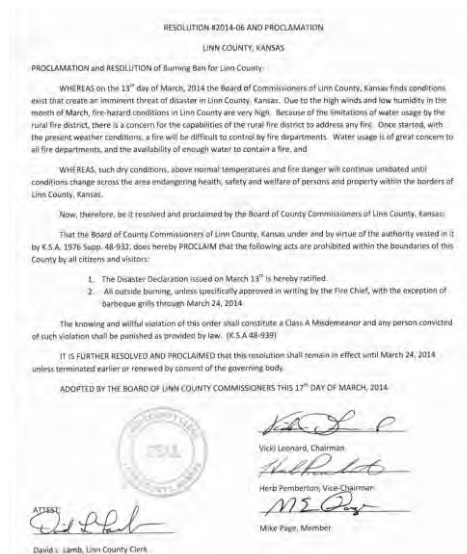 RESOLUTION #2014-06 AND PROCLAMATION
LINN COUNTY, KANSAS
PROCLAMATION and RESOLUTION of Burning Ban for Linn County:
WHEREAS on the 13th day of March, 2014 the Board of Commissioners of Linn County, Kansas finds conditions
exist that create an imminent threat of disaster in Linn County, Kansas. Due to the high winds and low humidity in the
month of March, fire-hazard conditions in Linn County are very high. Because of the limitations of water usage by the
rural fire district, there is a concern for the capabilities of the rural fire district to address any fire. Once started, with
the present weather conditions, a fire will be difficult to control by fire departments. Water usage is of great concern to
all fire departments, and the availability of enough water to contain a fire, and
WHEREAS, such dry conditions, above normal temperatures and fire danger will continue unabated until
conditions change across the area endangering health, safety and welfare of persons and property within the borders of
Linn County, Kansas.
Now, therefore, be it resolved and proclaimed by the Board of County Commissioners of Linn County, Kansas:
That the Board of County Commissioners of Linn County, Kansas under and by virtue of the authority vested in it
by K.S.A. 1976 Supp. 48-932, does hereby PROCLAIM that the following acts are prohibited within the boundaries of this
County by all citizens and visitors:
1. The Disaster Declaration issued on March 13th is hereby ratified.
2. All outside burning, unless specifically approved in writing by the Fire Chief, with the exception of
barbeque grills through March 24, 2014
The knowing and willful violation of this order shall constitute a Class A Misdemeanor and any person convicted
of such violation shall be punished as provided by law. (K.S.A 48-939)
IT IS FURTHER RESOLVED AND PROCLAIMED that this resolution shall remain in effect until March 24, 2014
unless terminated earlier or renewed by consent of the governing body.
ADOPTED BY THE BOARD OF LINN COUNTY COMMISSIONERS THIS 17th DAY OF MARCH, 2014
Vicki Leonard, Chairman
Herb Pemberton, Vice-Chairman
Mike Page, Member
ATTEST:
David L. Lamb, Linn County Clerk